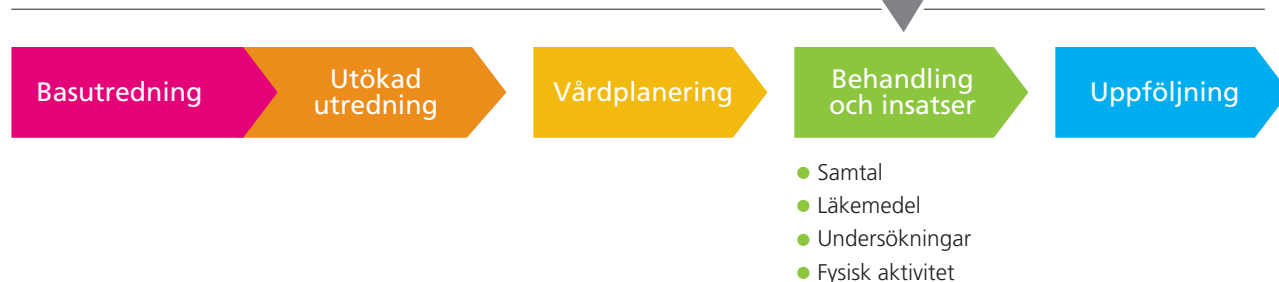 Basutredning
Utökad
utredning
Vårdplanering
Behandling
och insatser
Uppföljning
Samtal
Läkemedel
Undersökningar
Fysisk aktivitet